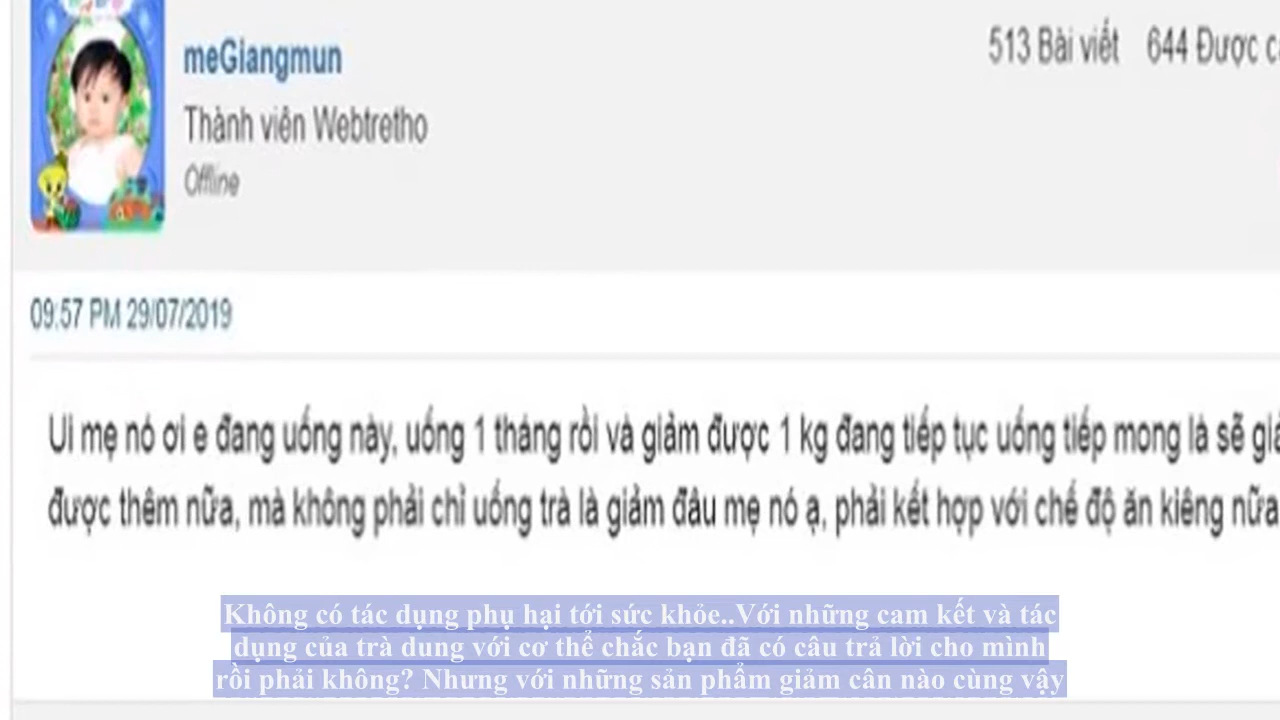 meGiangmun
513 Bài viết 644 Được
Thành viên Webtretho
Offline
09:57 PM 29/07/2019
Ui mẹ nó ơi e đang uống này, uống 1 tháng rồi và giảm được 1 kg đang tiếp tục uống tiếp mong là sẽ
được thêm nữa, mà không phải chỉ uống trà là giảm đâu mẹ nó ạ, phải kết hợp với chế độ ăn kiêng nữa
Không có tác dụng phụ hại tới sức khỏe..Với những cam kết và tác
dụng của trà dung với cơ thể chắc bạn đã có câu trả lời cho mình
rồi phải không? Nhưng với những sản phẩm giảm cân nào cùng vậy